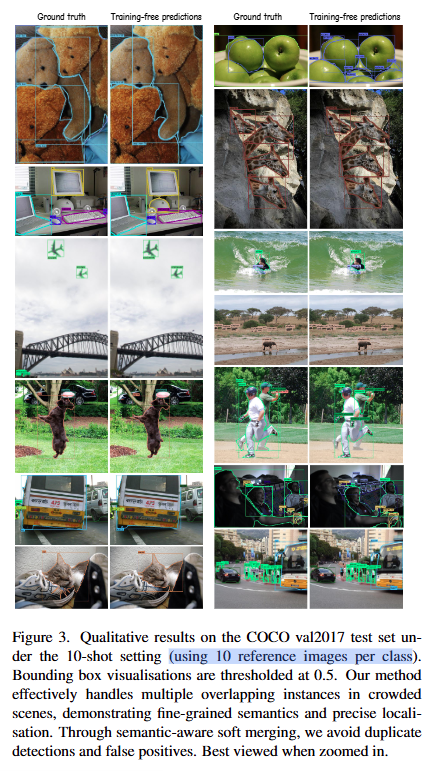 Ground truth Training-free predictions Ground truth Training-free predictions
Figure 3. Qualitative results on the COCO val2017 test set un-
der the 10-shot setting (using 10 reference images per class).
Bounding box visualisations are thresholded at 0.5. Our method
effectively handles multiple overlapping instances in crowded
scenes, demonstrating fine-grained semantics and precise locali-
sation. Through semantic-aware soft merging, we avoid duplicate
detections and false positives. Best viewed when zoomed in.